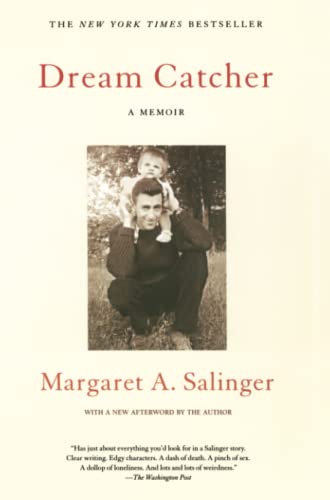 THE NEW YORK TIMES BESTSELLER
Dream Catcher
A MEMOIR
Margaret A. Salinger
WITH A NEW AFTERWORD BY THE AUTHOR
"Has just about everything you'd look for in a Salinger story.
Clear writing. Edgy characters. A dash of death. A pinch of sex.
A dollop of loneliness. And lots and lots of weirdness."
—The Washington Post